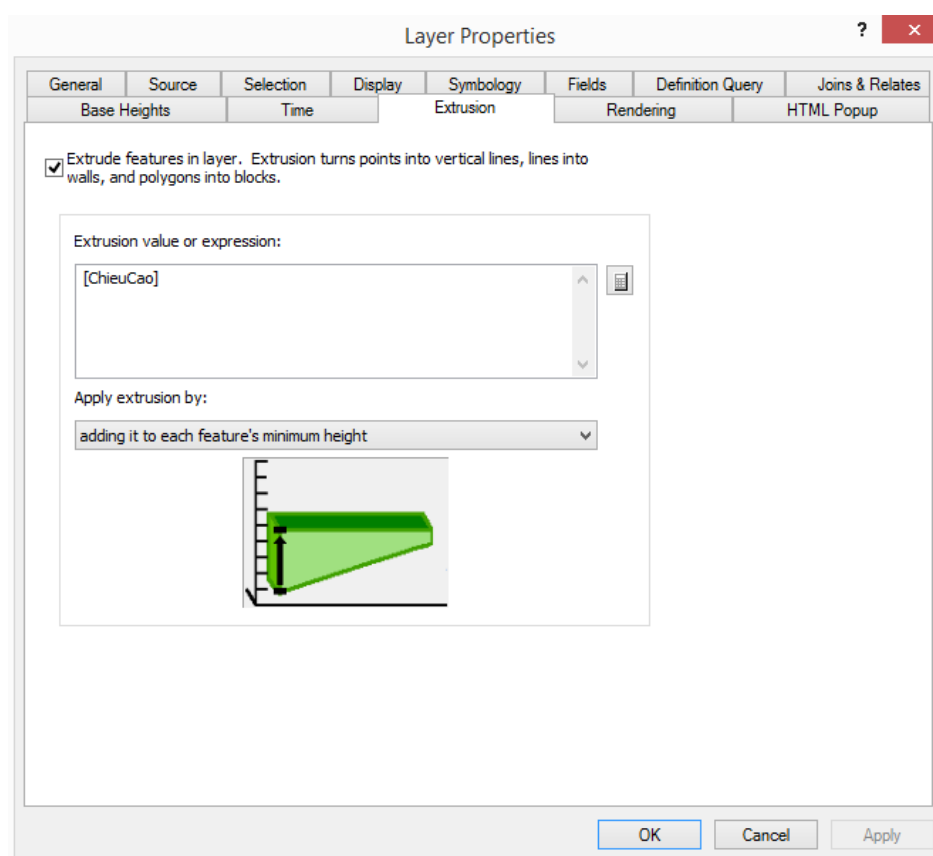 Layer Properties
?
×
General Source Selection Display Symbology Fields Definition Query Joins & Relates
Base Heights Time Extrusion Rendering HTML Popup
Extrude features in layer. Extrusion turns points into vertical lines, lines into
walls, and polygons into blocks.
Extrusion value or expression:
[ChieuCao]
Apply extrusion by:
adding it to each feature's minimum height
OK Cancel Apply